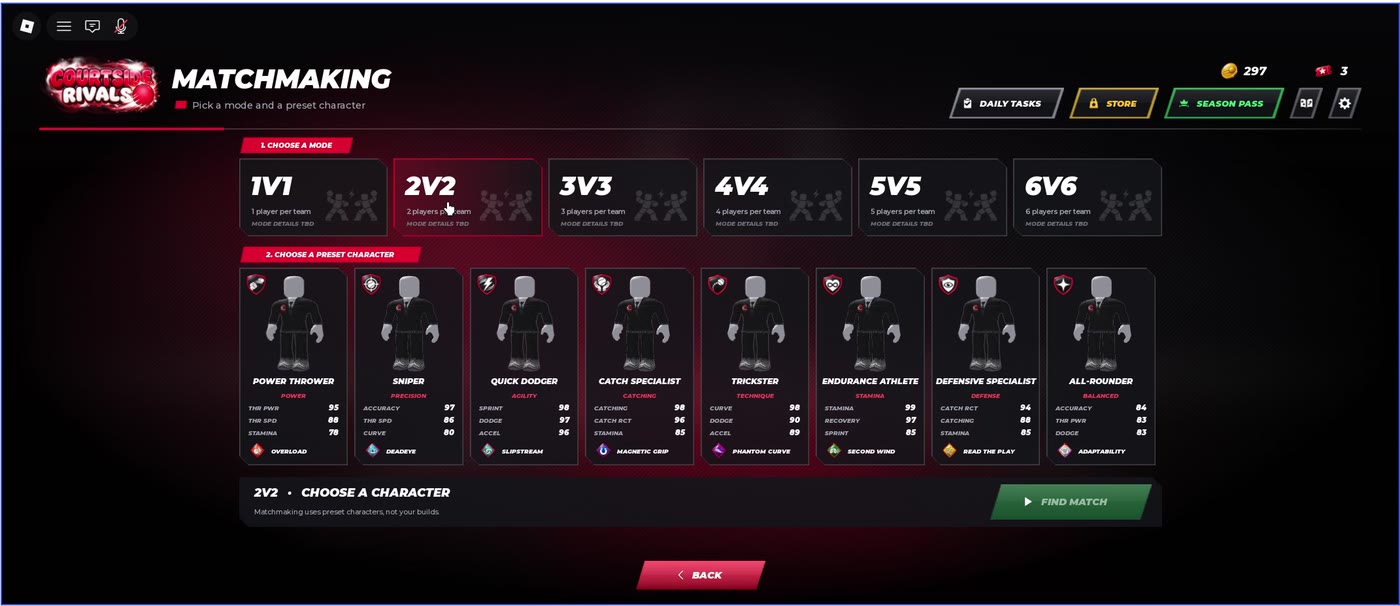 COURTSIDE
RIVALS
MATCHMAKING
Pick a mode and a preset character
297
3
DAILY TASKS
STORE
SEASON PASS
1. CHOOSE A MODE
1V1
1 player per team
MODE DETAILS TBD
2V2
2 players per team
MODE DETAILS TBD
3V3
3 players per team
MODE DETAILS TBD
4V4
4 players per team
MODE DETAILS TBD
5V5
5 players per team
MODE DETAILS TBD
6V6
6 players per team
MODE DETAILS TBD
2. CHOOSE A PRESET CHARACTER
POWER THROWER
POWER
THR PWR 95
THR SPD 88
STAMINA 78
OVERLOAD
SNIPER
PRECISION
ACCURACY 97
THR SPD 86
CURVE 80
DEADEYE
QUICK DODGER
AGILITY
SPRINT 98
DODGE 97
ACCEL 96
SLIPSTREAM
CATCH SPECIALIST
CATCHING
CATCHING 98
CATCH RCT 96
STAMINA 85
MAGNETIC GRIP
TRICKSTER
TECHNIQUE
CURVE 98
DODGE 90
ACCEL 89
PHANTOM CURVE
ENDURANCE ATHLETE
STAMINA
STAMINA 99
RECOVERY 97
SPRINT 85
SECOND WIND
DEFENSIVE SPECIALIST
DEFENSE
CATCH RCT 94
CATCHING 88
STAMINA 85
READ THE PLAY
ALL-ROUNDER
BALANCED
ACCURACY 84
THR PWR 83
DODGE 83
ADAPTABILITY
2V2 • CHOOSE A CHARACTER
Matchmaking uses preset characters, not your builds.
FIND MATCH
BACK